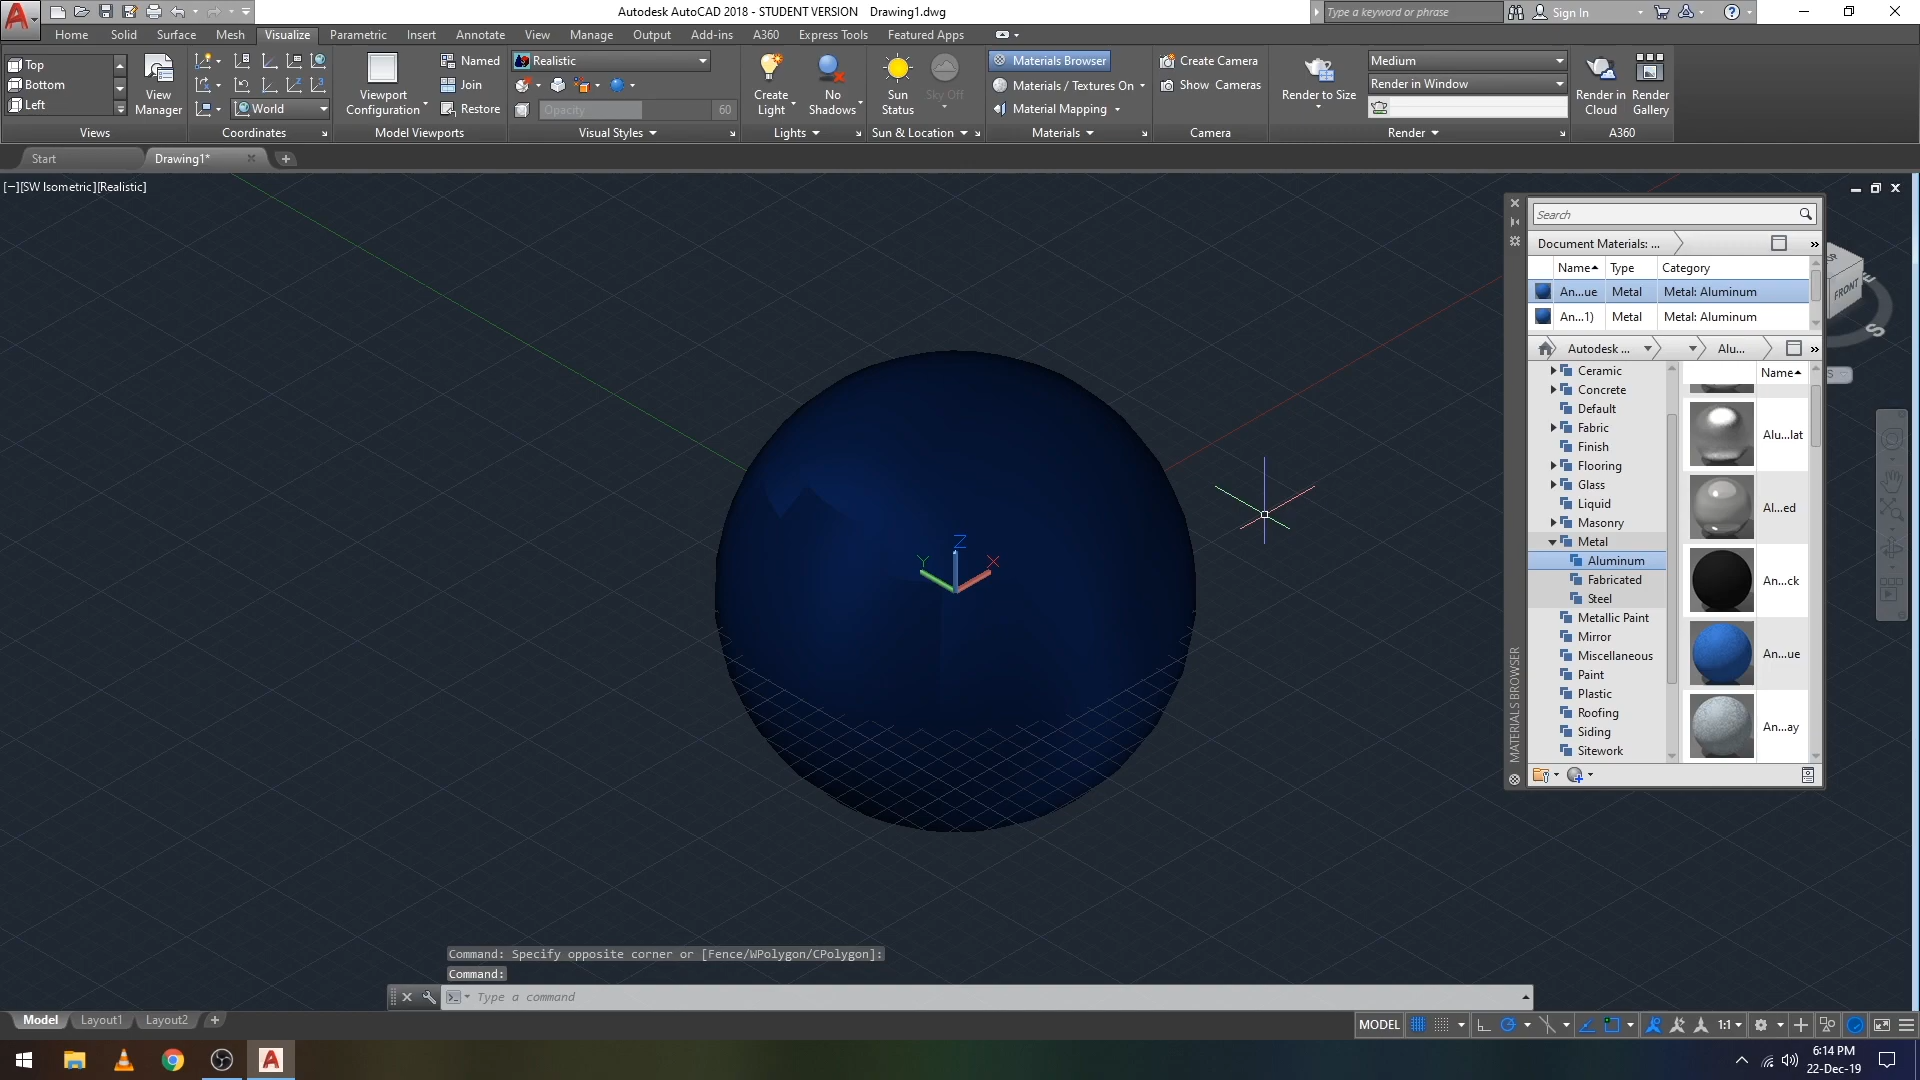 Autodesk AutoCAD 2018 - STUDENT VERSION Drawing1.dwg
Type a keyword or phrase
Sign In
Home Solid Surface Mesh Visualize Parametric Insert Annotate View Manage Output Add-ins A360 Express Tools Featured Apps
Top
Bottom
Left
View
Manager
Views
World
Coordinates
Viewport
Configuration
Named
Join
Restore
Model Viewports
Realistic
Opacity 60
Visual Styles
Create
Light
No
Shadows
Lights
Sun
Status
Sky Off
Sun & Location
Materials Browser
Materials / Textures On
Material Mapping
Materials
Create Camera
Show Cameras
Camera
Render to Size
Medium
Render in Window
Render
Render in
Cloud
Render
Gallery
A360
Start
Drawing1*
[−][SW Isometric][Realistic]
Z
Y
X
FRONT
S
MATERIALS BROWSER
Search
Document Materials: ...
Name Type Category
An...ue Metal Metal: Aluminum
An...1) Metal Metal: Aluminum
Autodesk ... Alu...
Ceramic
Concrete
Default
Fabric
Finish
Flooring
Glass
Liquid
Masonry
Metal
Aluminum
Fabricated
Steel
Metallic Paint
Mirror
Miscellaneous
Paint
Plastic
Roofing
Siding
Sitework
Name
Alu...lat
Al...ed
An...ck
An...ue
An...ay
Command: Specify opposite corner or [Fence/WPolygon/CPolygon]:
Command:
Type a command
Model Layout1 Layout2
MODEL
1:1
6:14 PM
22-Dec-19